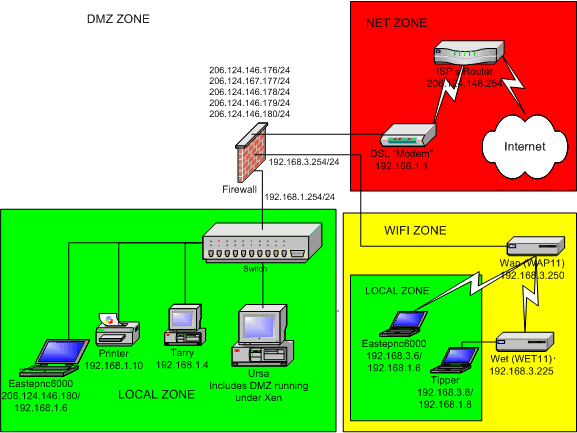 DMZ ZONE
NET ZONE
206.124.146.176/24
206.124.167.177/24
206.124.146.178/24
206.124.146.179/24
206.124.146.180/24
ISP's Router
206.124.146.254
Internet
DSL "Modem"
192.168.1.1
192.168.3.254/24
Firewall
192.168.1.254/24
WIFI ZONE
Switch
Wap (WAP11)
192.168.3.250
LOCAL ZONE
Eastepnc6000
192.168.3.6/
192.168.1.6
Tipper
192.168.3.8/
192.168.1.8
Wet (WET11)
192.168.3.225
Printer
192.168.1.10
Tarry
192.168.1.4
Ursa
Includes DMZ running
under Xen
Eastepnc6000
206.124.146.180/
192.168.1.6
LOCAL ZONE